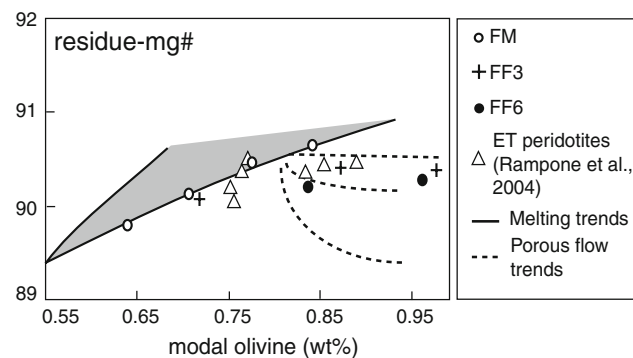 92
residue-mg#
91
90
89
0.55
0.65
0.75
0.85
0.95
modal olivine (wt%)
FM
FF3
FF6
ET peridotites
(Rampone et al.,
2004)
Melting trends
Porous flow
trends